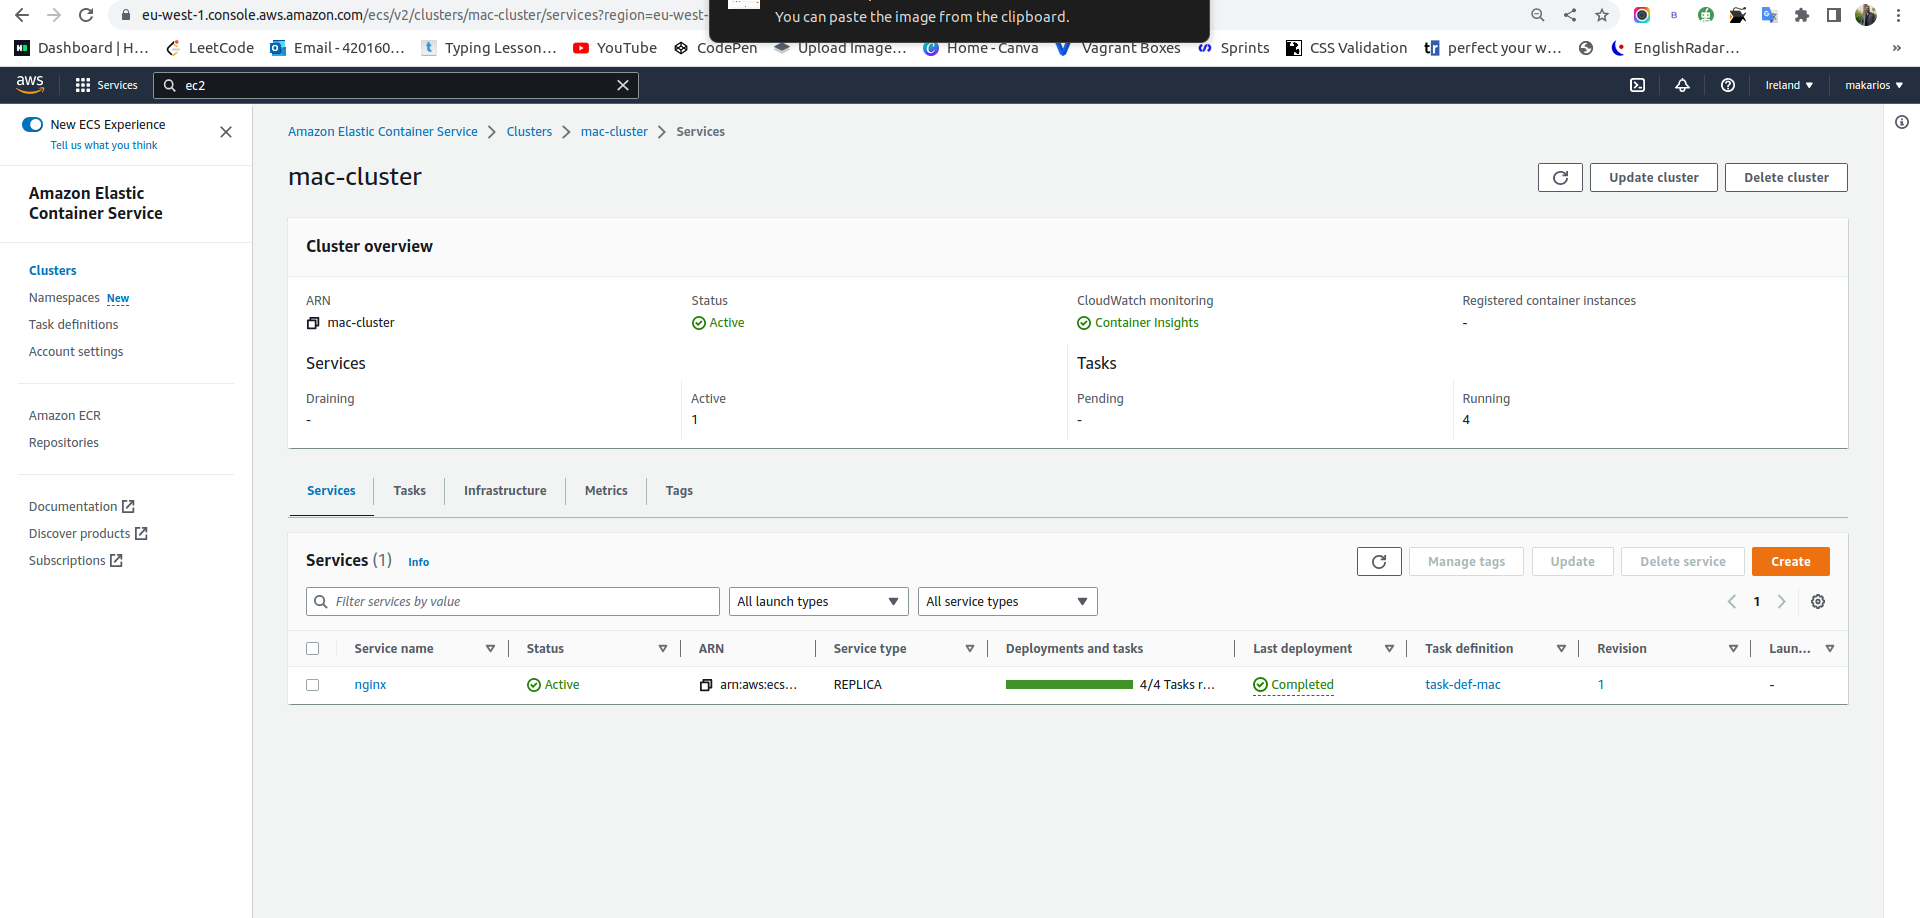 You can paste the image from the clipboard.
eu-west-1.console.aws.amazon.com/ecs/v2/clusters/mac-cluster/services?region=eu-west-
Dashboard | H… LeetCode Email - 420160… Typing Lesson… YouTube CodePen Upload Image… Home - Canva Vagrant Boxes Sprints CSS Validation perfect your w… EnglishRadar… »
aws Services ec2 Ireland makarios
New ECS Experience
Tell us what you think
Amazon Elastic
Container Service
Clusters
Namespaces New
Task definitions
Account settings
Amazon ECR
Repositories
Documentation
Discover products
Subscriptions
Amazon Elastic Container Service Clusters mac-cluster Services
mac-cluster Update cluster Delete cluster
Cluster overview
ARN Status CloudWatch monitoring Registered container instances
mac-cluster Active Container Insights -
Services Tasks
Draining Active Pending Running
- 1 - 4
Services Tasks Infrastructure Metrics Tags
Services (1) Info Manage tags Update Delete service Create
Filter services by value All launch types All service types 1
Service name Status ARN Service type Deployments and tasks Last deployment Task definition Revision Laun...
nginx Active arn:aws:ecs... REPLICA 4/4 Tasks r... Completed task-def-mac 1 -